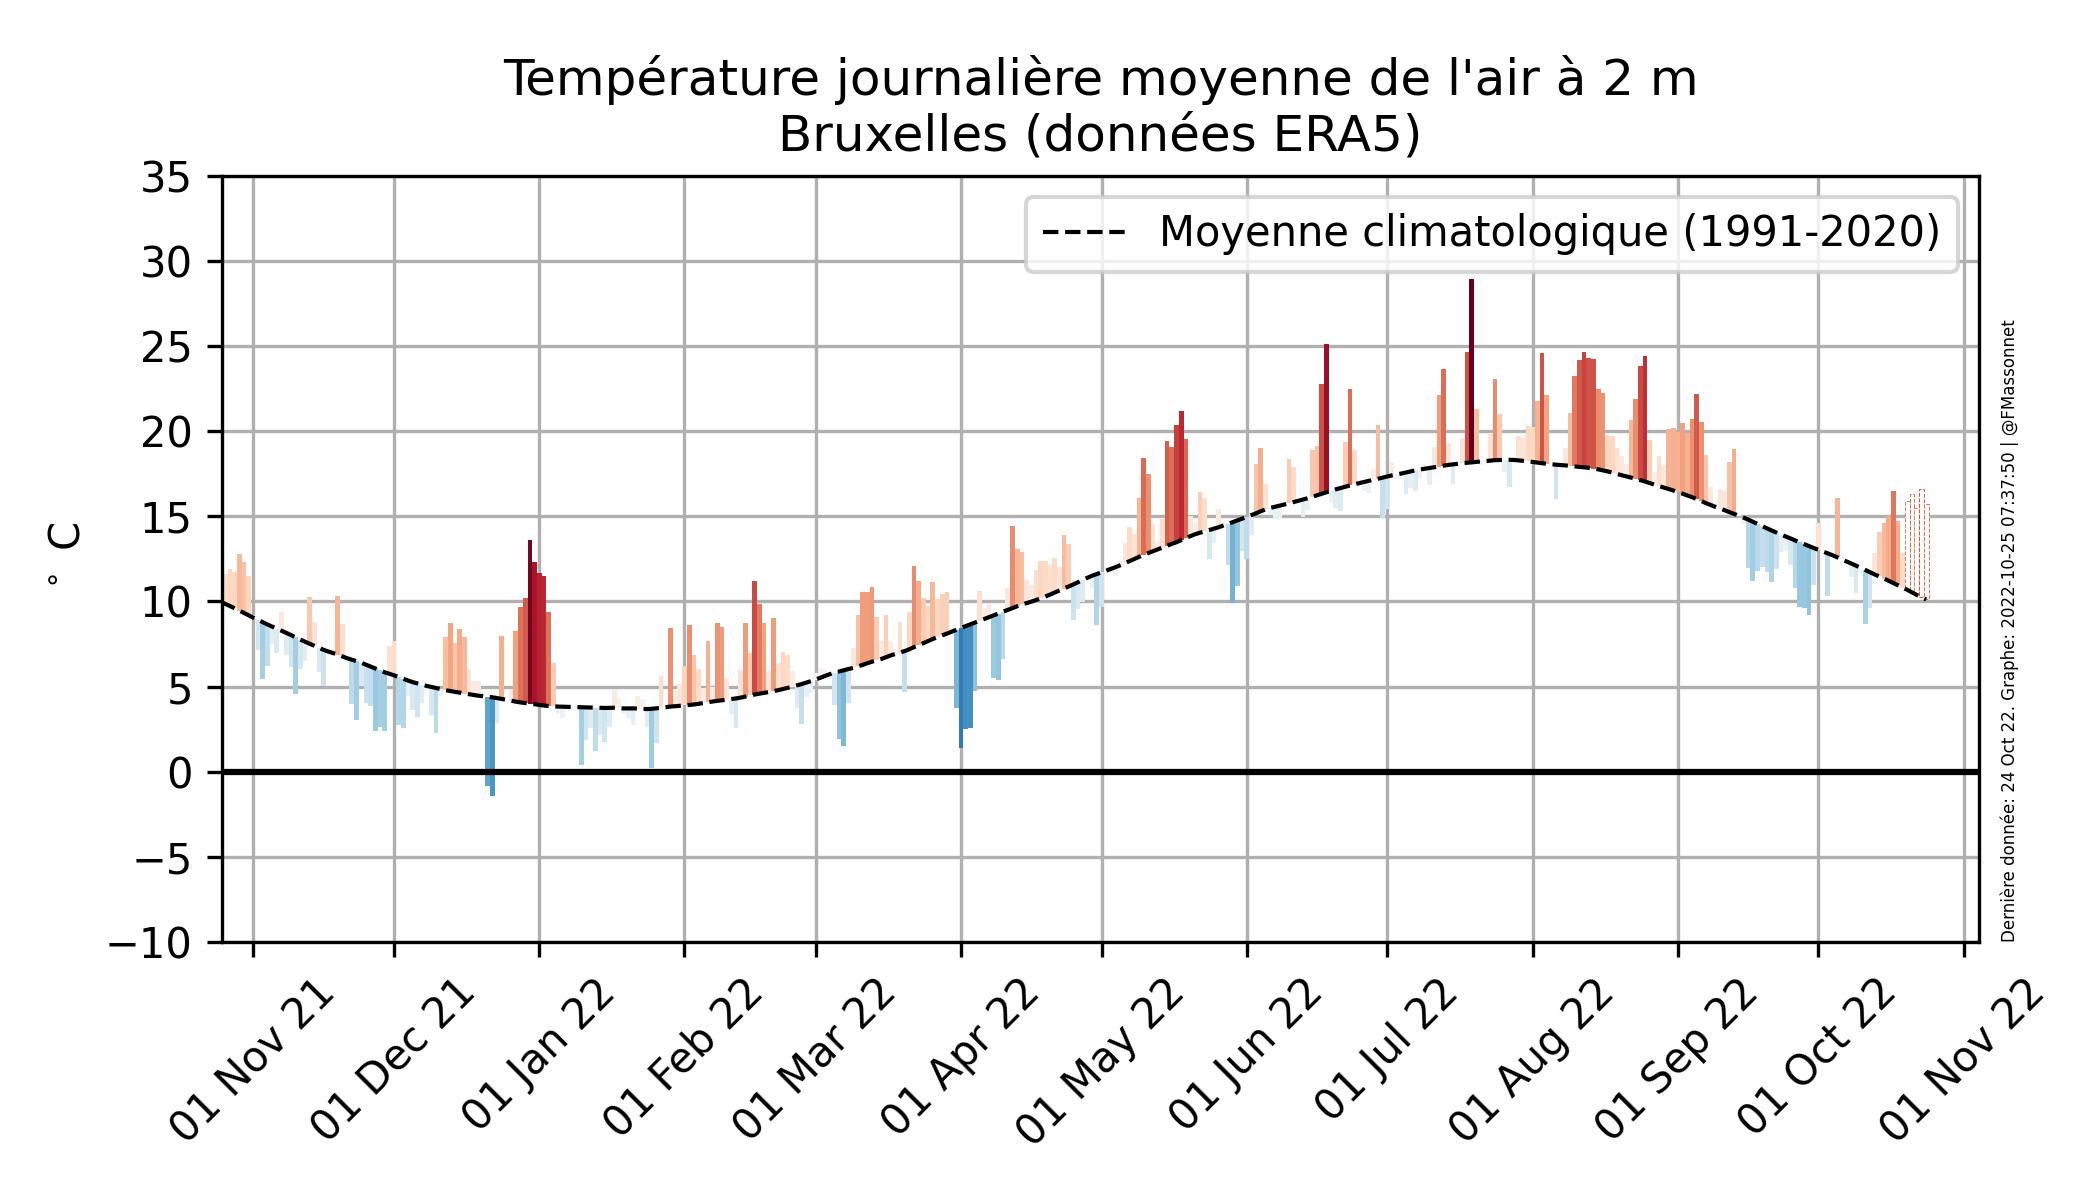 Température journalière moyenne de l'air à 2 m
Bruxelles (données ERA5)
Moyenne climatologique (1991-2020)
° C
35
30
25
20
15
10
5
0
−5
−10
01 Nov 21
01 Dec 21
01 Jan 22
01 Feb 22
01 Mar 22
01 Apr 22
01 May 22
01 Jun 22
01 Jul 22
01 Aug 22
01 Sep 22
01 Oct 22
01 Nov 22
Dernière donnée: 24 Oct 22. Graphe: 2022-10-25 07:37:50 | @FMassonnet